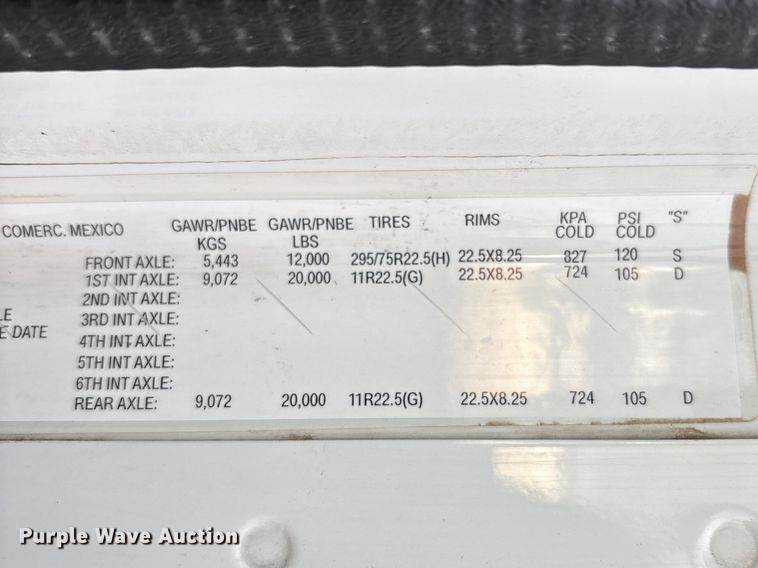 COMERC. MEXICO GAWR/PNBE KGS GAWR/PNBE LBS TIRES RIMS KPA COLD PSI COLD "S"
FRONT AXLE: 5,443 12,000 295/75R22.5(H) 22.5X8.25 827 120 S
1ST INT AXLE: 9,072 20,000 11R22.5(G) 22.5X8.25 724 105 D
2ND INT AXLE:
LE 3RD INT AXLE:
E DATE
4TH INT AXLE:
5TH INT AXLE:
6TH INT AXLE:
REAR AXLE: 9,072 20,000 11R22.5(G) 22.5X8.25 724 105 D
Purple Wave Auction